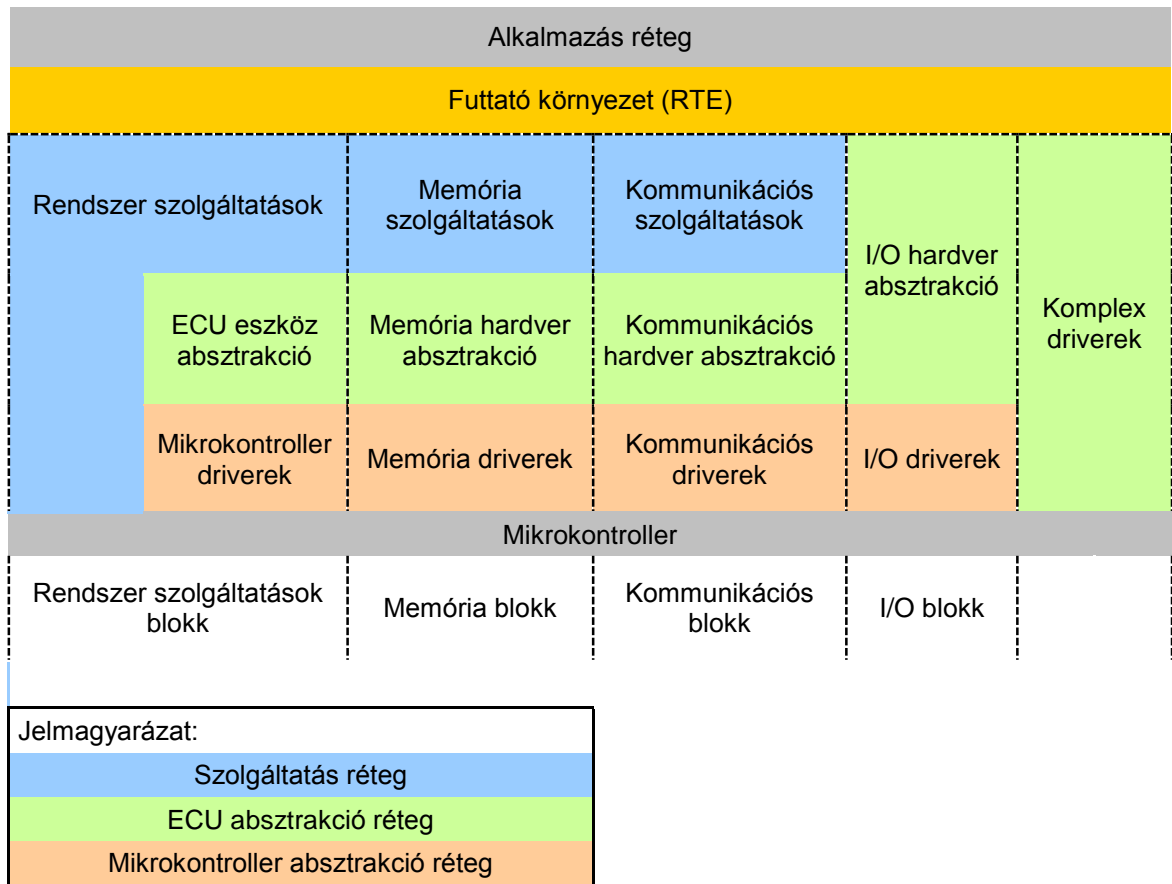 Alkalmazás réteg
Futtató környezet (RTE)
Rendszer szolgáltatások
Memória
szolgáltatások
Kommunikációs
szolgáltatások
I/O hardver
absztrakció
Komplex
driverek
ECU eszköz
absztrakció
Memória hardver
absztrakció
Kommunikációs
hardver absztrakció
Mikrokontroller
driverek
Memória driverek
Kommunikációs
driverek
I/O driverek
Mikrokontroller
Rendszer szolgáltatások
blokk
Memória blokk
Kommunikációs
blokk
I/O blokk
Jelmagyarázat:
Szolgáltatás réteg
ECU absztrakció réteg
Mikrokontroller absztrakció réteg